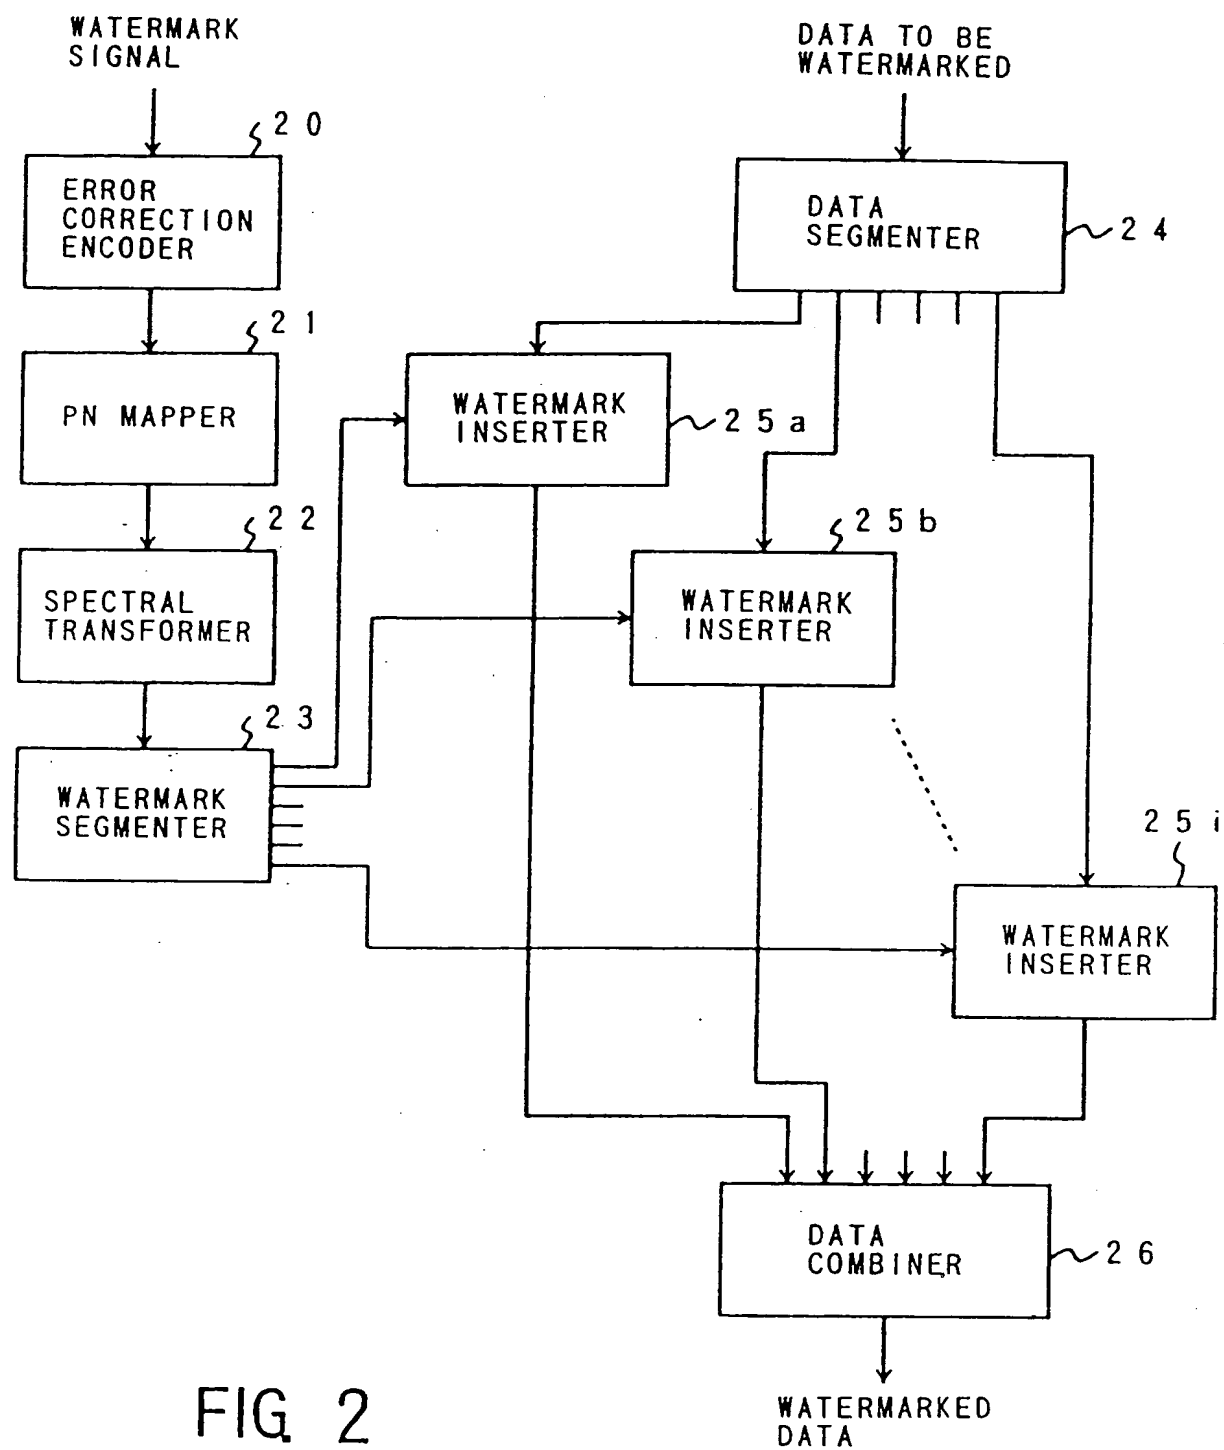 WATERMARK
SIGNAL
DATA TO BE
WATERMARKED
20
ERROR
CORRECTION
ENCODER
DATA
SEGMENTER
24
21
PN MAPPER
WATERMARK
INSERTER
25a
22
SPECTRAL
TRANSFORMER
25b
WATERMARK
INSERTER
23
WATERMARK
SEGMENTER
25i
WATERMARK
INSERTER
DATA
COMBINER
26
WATERMARKED
DATA
FIG. 2